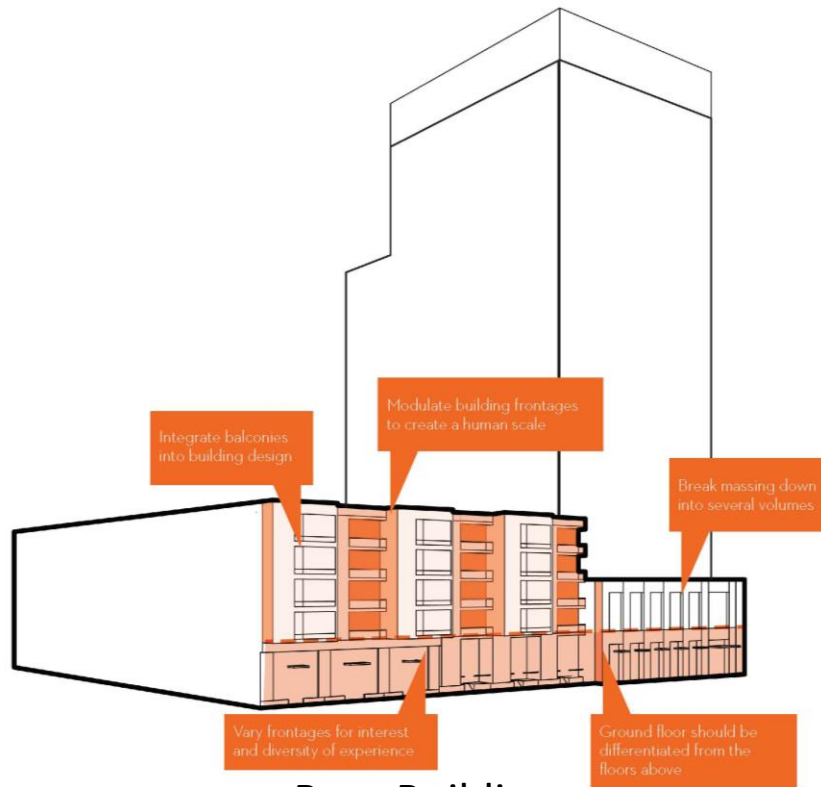 Modulate building frontages
to create a human scale
Integrate balconies
into building design
Break massing down
into several volumes
Vary frontages for interest
and diversity of experience
Ground floor should be
differentiated from the
floors above